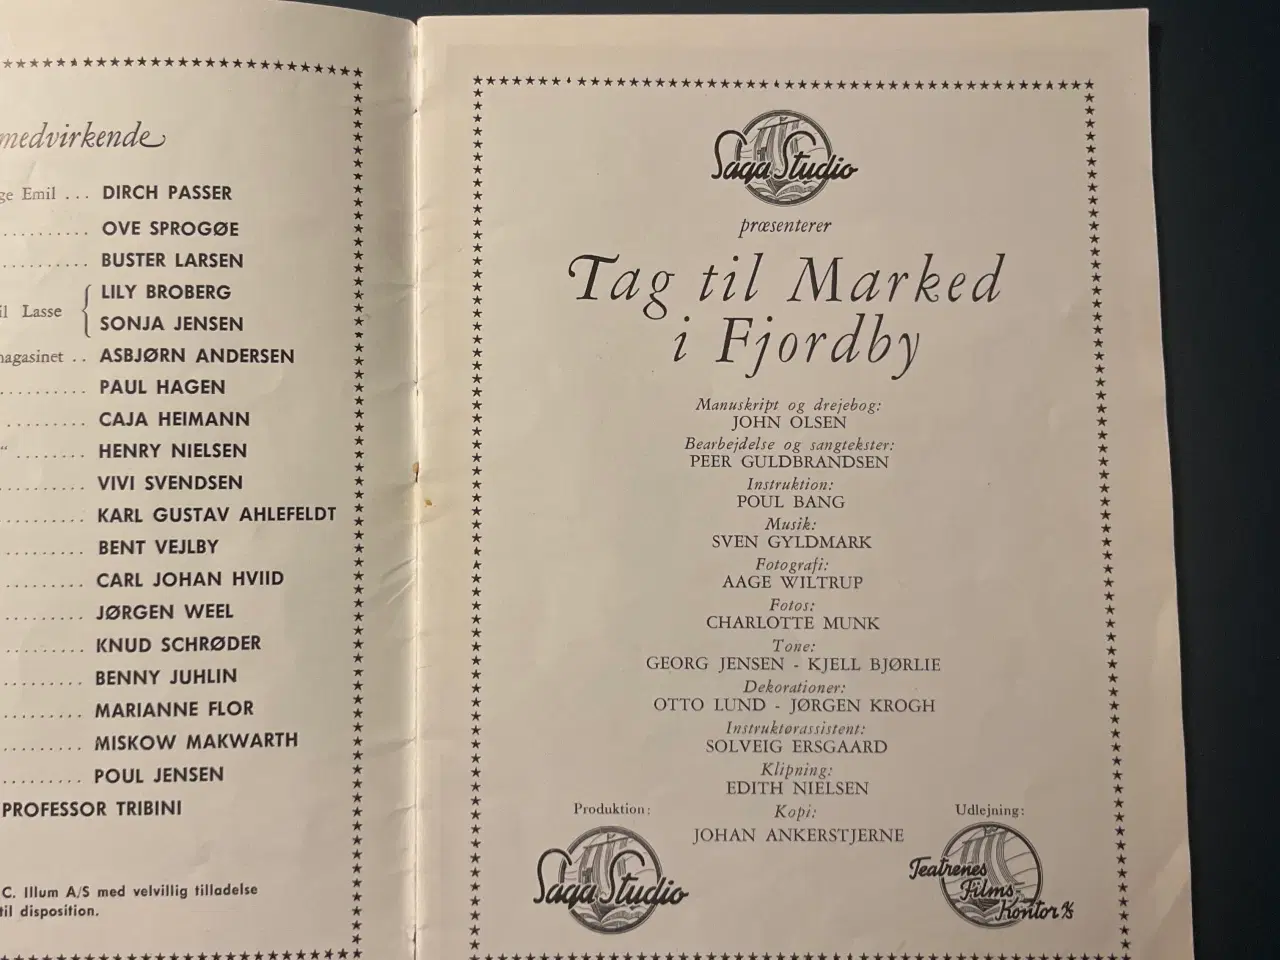 medvirkende
ge Emil . . . DIRCH PASSER
. . . . . . . . . . OVE SPROGØE
. . . . . . . . . . BUSTER LARSEN
LILY BROBERG
il Lasse
SONJA JENSEN
magasinet . . ASBJØRN ANDERSEN
. . . . . . . . . . PAUL HAGEN
. . . . . . . . . . CAJA HEIMANN
“ . . . . . . . . HENRY NIELSEN
. . . . . . . . . . VIVI SVENDSEN
. . . . . . . . . . KARL GUSTAV AHLEFELDT
. . . . . . . . . . BENT VEJLBY
. . . . . . . . . . CARL JOHAN HVIID
. . . . . . . . . . JØRGEN WEEL
. . . . . . . . . . KNUD SCHRØDER
. . . . . . . . . . BENNY JUHLIN
. . . . . . . . . . MARIANNE FLOR
. . . . . . . . . . MISKOW MAKWARTH
. . . . . . . . . . POUL JENSEN
PROFESSOR TRIBINI
C. Illum A/S med velvillig tilladelse
til disposition.
Saga Studio
præsenterer
Tag til Marked
i Fjordby
Manuskript og drejebog:
JOHN OLSEN
Bearbejdelse og sangtekster:
PEER GULDBRANDSEN
Instruktion:
POUL BANG
Musik:
SVEN GYLDMARK
Fotografi:
AAGE WILTRUP
Fotos:
CHARLOTTE MUNK
Tone:
GEORG JENSEN - KJELL BJØRLIE
Dekorationer:
OTTO LUND - JØRGEN KROGH
Instruktørassistent:
SOLVEIG ERSGAARD
Klipning:
EDITH NIELSEN
Kopi:
JOHAN ANKERSTJERNE
Produktion:
Saga Studio
Udlejning:
Teatrenes
Films-
Kontor A/S